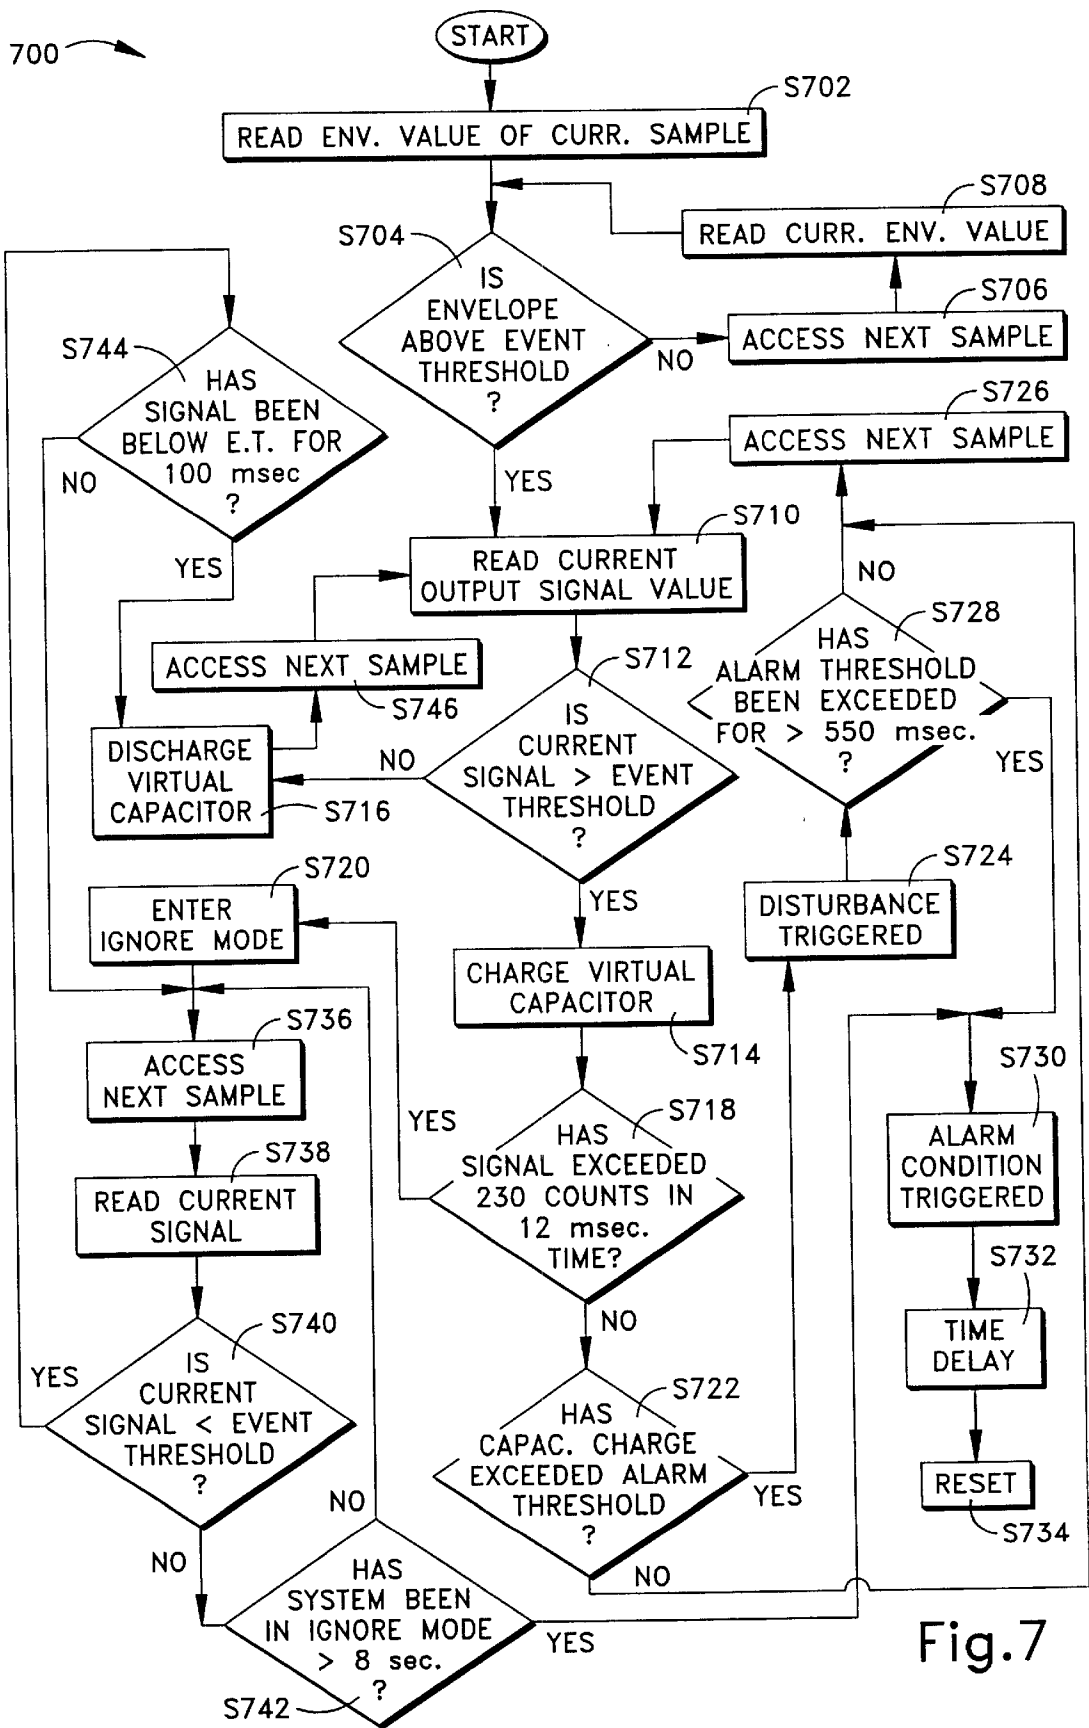 700
START
S702
READ ENV. VALUE OF CURR. SAMPLE
S708
READ CURR. ENV. VALUE
S704
IS
ENVELOPE
ABOVE EVENT
THRESHOLD
?
NO
YES
S706
ACCESS NEXT SAMPLE
S744
HAS
SIGNAL BEEN
BELOW E.T. FOR
100 msec
?
NO
YES
S726
ACCESS NEXT SAMPLE
S710
READ CURRENT
OUTPUT SIGNAL VALUE
NO
S728
HAS
ALARM THRESHOLD
BEEN EXCEEDED
FOR > 550 msec.
?
YES
ACCESS NEXT SAMPLE
S746
S712
IS
CURRENT
SIGNAL > EVENT
THRESHOLD
?
NO
YES
DISCHARGE
VIRTUAL
CAPACITOR
S716
S724
DISTURBANCE
TRIGGERED
S720
ENTER
IGNORE MODE
CHARGE VIRTUAL
CAPACITOR
S714
S736
ACCESS
NEXT SAMPLE
S730
ALARM
CONDITION
TRIGGERED
YES
S718
HAS
SIGNAL EXCEEDED
230 COUNTS IN
12 msec.
TIME?
NO
S738
READ CURRENT
SIGNAL
S732
TIME
DELAY
S740
IS
CURRENT
SIGNAL < EVENT
THRESHOLD
?
YES
NO
S722
HAS
CAPAC. CHARGE
EXCEEDED ALARM
THRESHOLD
?
YES
NO
RESET
S734
NO
HAS
SYSTEM BEEN
IN IGNORE MODE
> 8 sec.
?
S742
YES
Fig.7